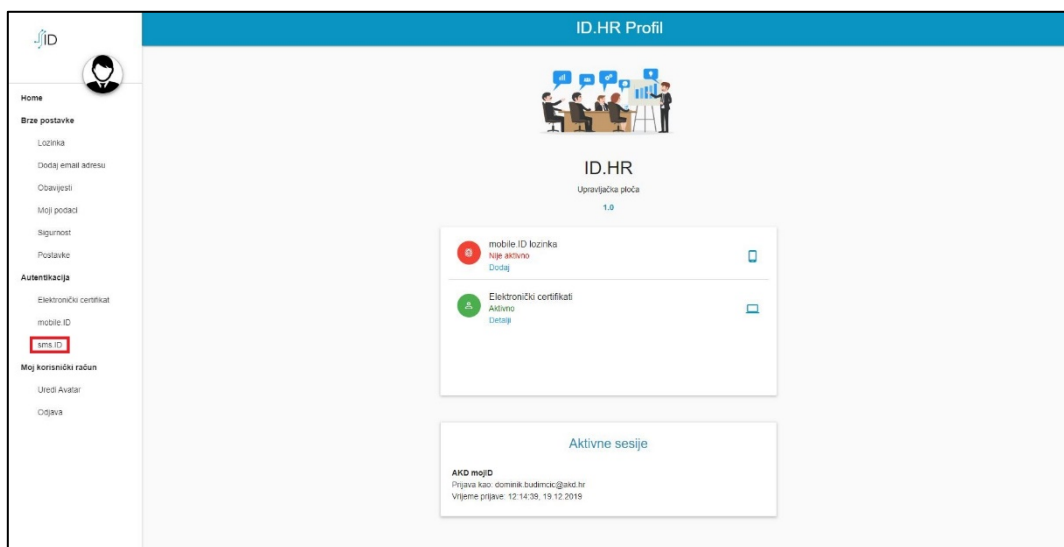 ID
ID.HR Profil
Home
Brze postavke
Lozinka
Dodaj email adresu
Obavijesti
Moji podaci
Sigurnost
Postavke
Autentikacija
Elektronički certifikat
mobile.ID
sms.ID
Moj korisnički račun
Uredi Avatar
Odjava
ID.HR
Upravljačka ploča
1.0
mobile.ID lozinka
Nije aktivno
Dodaj
Elektronički certifikati
Aktivno
Detalji
Aktivne sesije
AKD mojID
Prijava kao: dominik.budimcic@akd.hr
Vrijeme prijave: 12:14:39, 19.12.2019